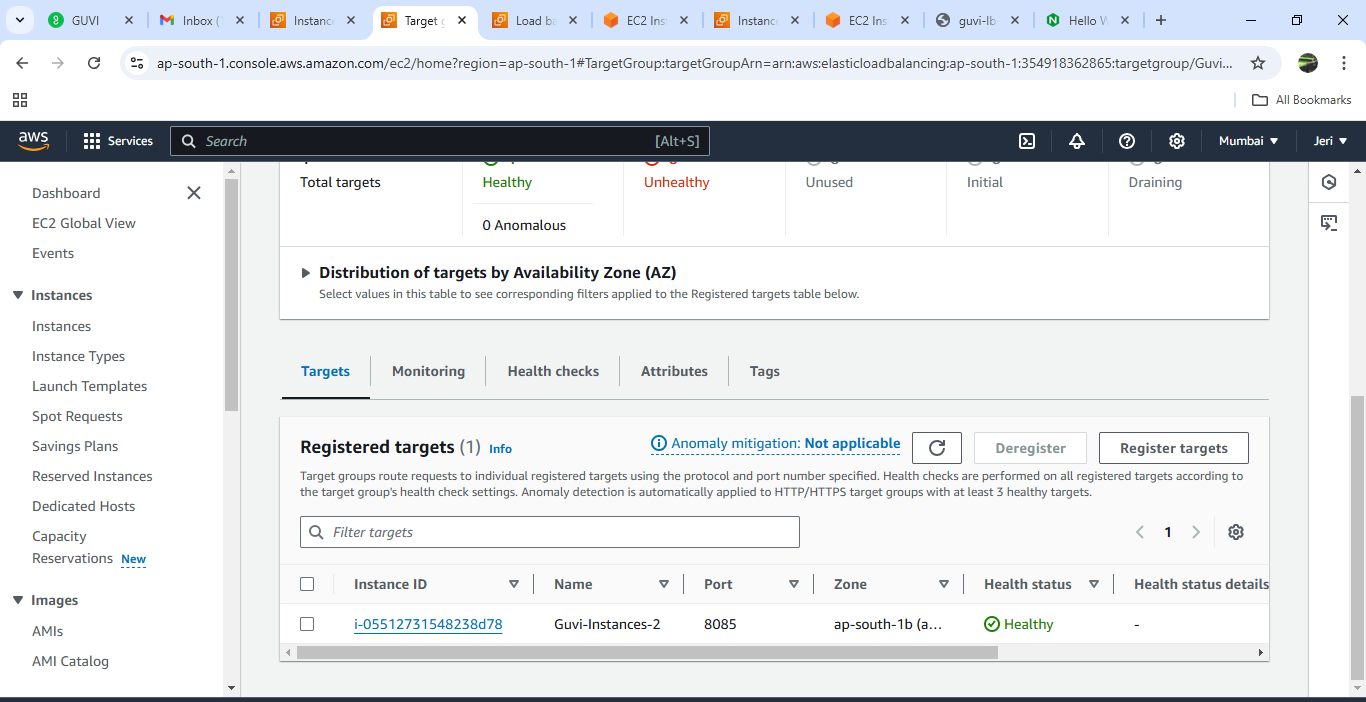 GUVI
Inbox (
Instanc
Target g
Load ba
EC2 Ins
Instanc
EC2 Ins
guvi-lb-
Hello W
ap-south-1.console.aws.amazon.com/ec2/home?region=ap-south-1#TargetGroup:targetGroupArn=arn:aws:elasticloadbalancing:ap-south-1:354918362865:targetgroup/Guvi...
All Bookmarks
aws
Services
Search
[Alt+S]
Mumbai
Jeri
Dashboard
EC2 Global View
Events
Instances
Instances
Instance Types
Launch Templates
Spot Requests
Savings Plans
Reserved Instances
Dedicated Hosts
Capacity
Reservations New
Images
AMIs
AMI Catalog
Total targets
Healthy
Unhealthy
Unused
Initial
Draining
0 Anomalous
Distribution of targets by Availability Zone (AZ)
Select values in this table to see corresponding filters applied to the Registered targets table below.
Targets
Monitoring
Health checks
Attributes
Tags
Registered targets (1) Info
Anomaly mitigation: Not applicable
Deregister
Register targets
Target groups route requests to individual registered targets using the protocol and port number specified. Health checks are performed on all registered targets according to
the target group's health check settings. Anomaly detection is automatically applied to HTTP/HTTPS target groups with at least 3 healthy targets.
Filter targets
1
Instance ID
Name
Port
Zone
Health status
Health status details
i-05512731548238d78
Guvi-Instances-2
8085
ap-south-1b (a...
Healthy
-